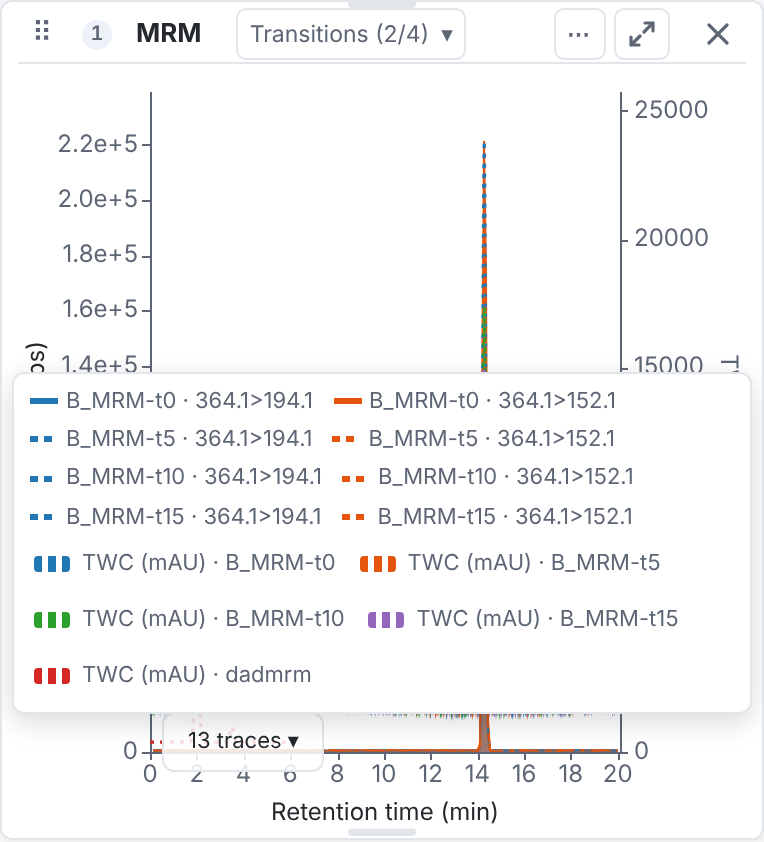 1 MRM Transitions (2/4) ▾ ...
25000
2.2e+5
2.0e+5
20000
1.8e+5
1.6e+5
1.4e+5
15000
B_MRM-t0 · 364.1>194.1 B_MRM-t0 · 364.1>152.1
B_MRM-t5 · 364.1>194.1 B_MRM-t5 · 364.1>152.1
B_MRM-t10 · 364.1>194.1 B_MRM-t10 · 364.1>152.1
B_MRM-t15 · 364.1>194.1 B_MRM-t15 · 364.1>152.1
TWC (mAU) · B_MRM-t0 TWC (mAU) · B_MRM-t5
TWC (mAU) · B_MRM-t10 TWC (mAU) · B_MRM-t15
TWC (mAU) · dadmrm
13 traces ▾
0 0
0 2 4 6 8 10 12 14 16 18 20
Retention time (min)